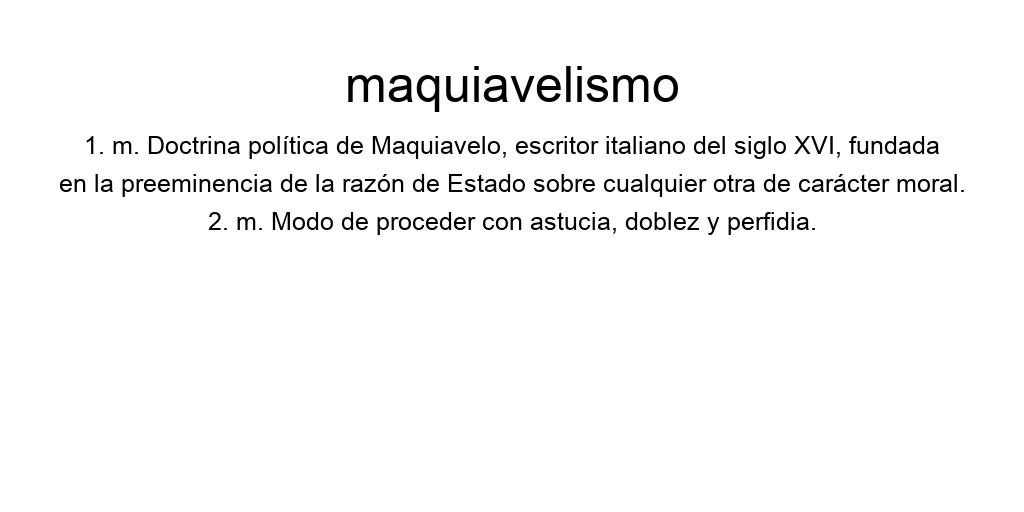 maquiavelismo
1. m. Doctrina política de Maquiavelo, escritor italiano del siglo XVI, fundada
en la preeminencia de la razón de Estado sobre cualquier otra de carácter moral.
2. m. Modo de proceder con astucia, doblez y perfidia.